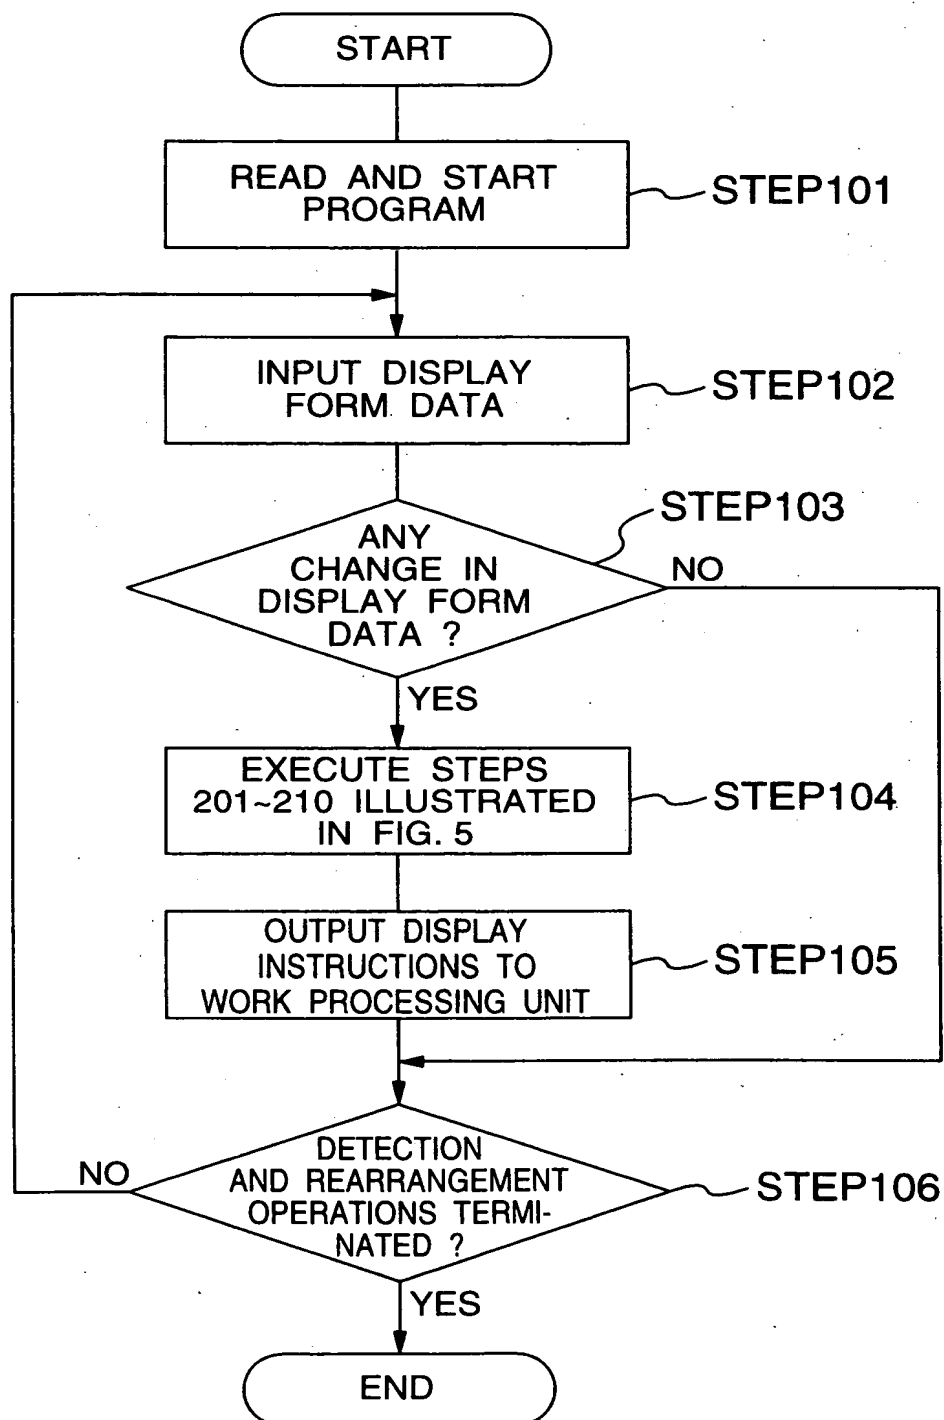 START
READ AND START
PROGRAM
STEP101
INPUT DISPLAY
FORM DATA
STEP102
STEP103
ANY
CHANGE IN
DISPLAY FORM
DATA ?
NO
YES
EXECUTE STEPS
201~210 ILLUSTRATED
IN FIG. 5
STEP104
OUTPUT DISPLAY
INSTRUCTIONS TO
WORK PROCESSING UNIT
STEP105
DETECTION
AND REARRANGEMENT
OPERATIONS TERMI-
NATED ?
NO
STEP106
YES
END